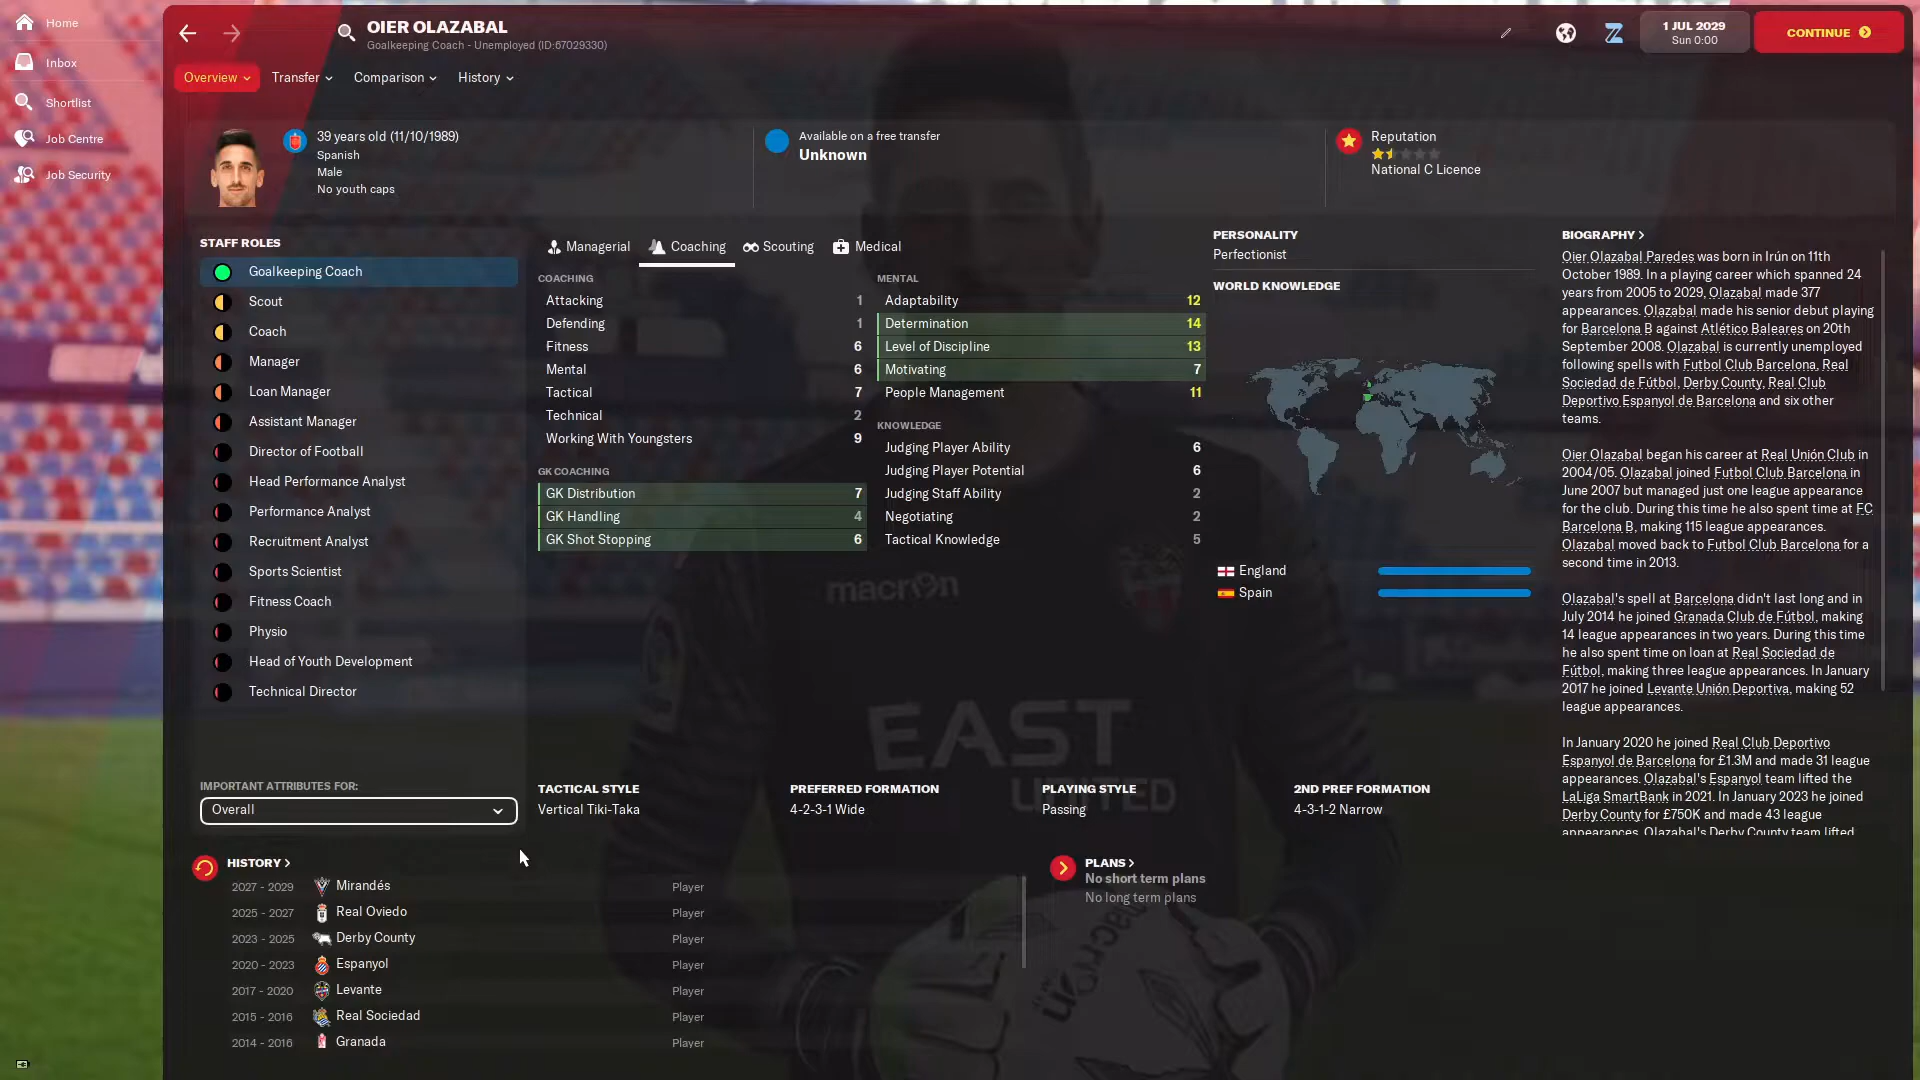 Home
Inbox
Shortlist
Job Centre
Job Security
OIER OLAZABAL
Goalkeeping Coach - Unemployed (ID:67029330)
1 JUL 2029
Sun 0:00
CONTINUE
Overview
Transfer
Comparison
History
39 years old (11/10/1989)
Spanish
Male
No youth caps
Available on a free transfer
Unknown
Reputation
National C Licence
STAFF ROLES
Goalkeeping Coach
Scout
Coach
Manager
Loan Manager
Assistant Manager
Director of Football
Head Performance Analyst
Performance Analyst
Recruitment Analyst
Sports Scientist
Fitness Coach
Physio
Head of Youth Development
Technical Director
IMPORTANT ATTRIBUTES FOR:
Overall
Managerial
Coaching
Scouting
Medical
COACHING
Attacking 1
Defending 1
Fitness 6
Mental 6
Tactical 7
Technical 2
Working With Youngsters 9
GK COACHING
GK Distribution 7
GK Handling 4
GK Shot Stopping 6
MENTAL
Adaptability 12
Determination 14
Level of Discipline 13
Motivating 7
People Management 11
KNOWLEDGE
Judging Player Ability 6
Judging Player Potential 6
Judging Staff Ability 2
Negotiating 2
Tactical Knowledge 5
macron
EAST
UNITED
PERSONALITY
Perfectionist
WORLD KNOWLEDGE
England
Spain
BIOGRAPHY >
Oier Olazabal Paredes was born in Irún on 11th
October 1989. In a playing career which spanned 24
years from 2005 to 2029, Olazabal made 377
appearances. Olazabal made his senior debut playing
for Barcelona B against Atlético Baleares on 20th
September 2008. Olazabal is currently unemployed
following spells with Futbol Club Barcelona, Real
Sociedad de Fútbol, Derby County, Real Club
Deportivo Espanyol de Barcelona and six other
teams.
Oier Olazabal began his career at Real Unión Club in
2004/05. Olazabal joined Futbol Club Barcelona in
June 2007 but managed just one league appearance
for the club. During this time he also spent time at FC
Barcelona B, making 115 league appearances.
Olazabal moved back to Futbol Club Barcelona for a
second time in 2013.
Olazabal's spell at Barcelona didn't last long and in
July 2014 he joined Granada Club de Fútbol, making
14 league appearances in two years. During this time
he also spent time on loan at Real Sociedad de
Fútbol, making three league appearances. In January
2017 he joined Levante Unión Deportiva, making 52
league appearances.
In January 2020 he joined Real Club Deportivo
Espanyol de Barcelona for £1.3M and made 31 league
appearances. Olazabal's Espanyol team lifted the
LaLiga SmartBank in 2021. In January 2023 he joined
Derby County for £750K and made 43 league
appearances. Olazabal's Derby County team lifted
TACTICAL STYLE
Vertical Tiki-Taka
PREFERRED FORMATION
4-2-3-1 Wide
PLAYING STYLE
Passing
2ND PREF FORMATION
4-3-1-2 Narrow
HISTORY >
2027 - 2029 Mirandés Player
2025 - 2027 Real Oviedo Player
2023 - 2025 Derby County Player
2020 - 2023 Espanyol Player
2017 - 2020 Levante Player
2015 - 2016 Real Sociedad Player
2014 - 2016 Granada Player
PLANS >
No short term plans
No long term plans
macron